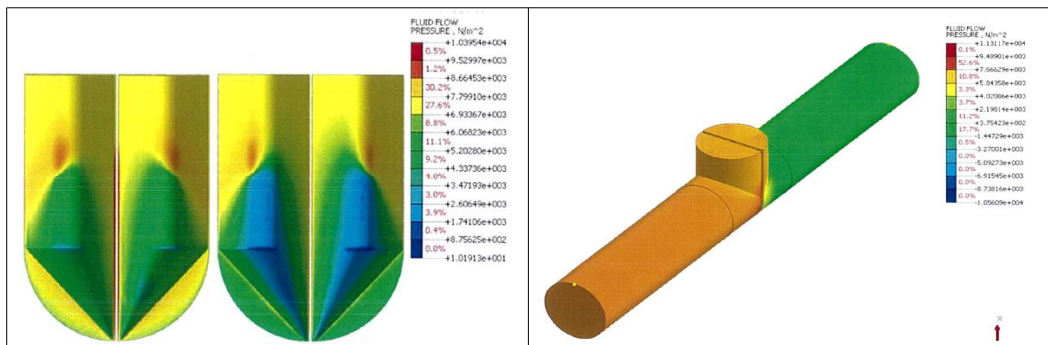 FLUID FLOW
PRESSURE , N/m^2
+1.03954e+004
0.5%
+9.52997e+003
1.2%
+8.66453e+003
30.2%
+7.79910e+003
27.6%
+6.93367e+003
8.8%
+6.06823e+003
11.1%
+5.20280e+003
9.2%
+4.33736e+003
4.0%
+3.47193e+003
3.0%
+2.60649e+003
3.9%
+1.74106e+003
0.4%
+8.75625e+002
0.0%
+1.01913e+001
FLUID FLOW
PRESSURE , N/m^2
+1.13117e+004
0.1%
+9.48901e+003
52.6%
+7.66629e+003
10.8%
+5.84358e+003
3.3%
+4.02086e+003
3.7%
+2.19814e+003
11.2%
+3.75423e+002
17.7%
-1.44729e+003
0.5%
-3.27001e+003
0.0%
-5.09273e+003
0.0%
-6.91545e+003
0.0%
-8.73816e+003
0.0%
-1.05609e+004
X